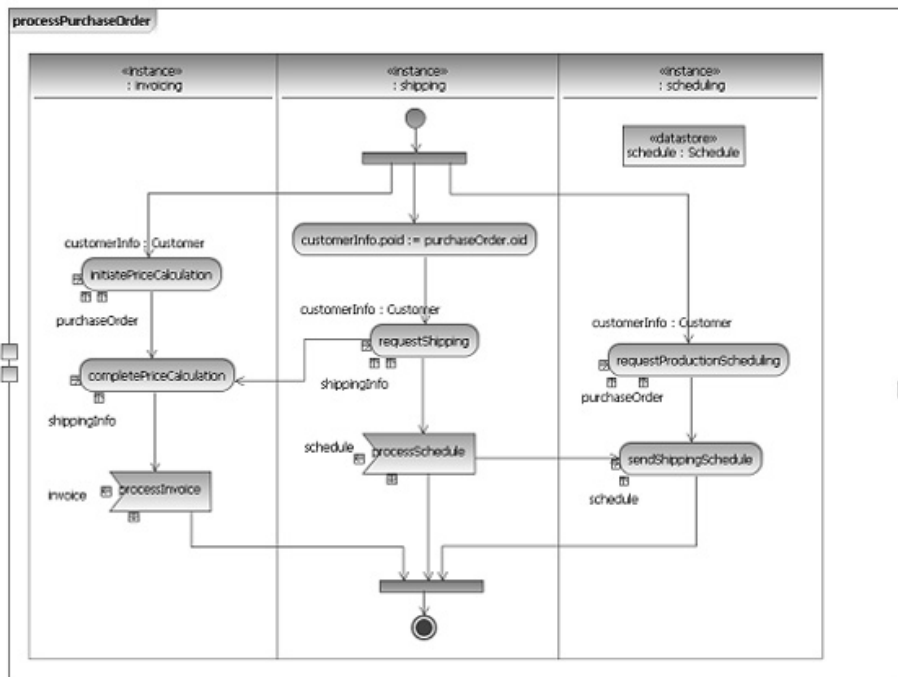 processPurchaseOrder
«instance»
: invoicing
«instance»
: shipping
«instance»
: scheduling
«datastore»
schedule : Schedule
customerInfo : Customer
initiatePriceCalculation
purchaseOrder
completePriceCalculation
shippingInfo
invoice
processInvoice
customerInfo.poid := purchaseOrder.oid
customerInfo : Customer
requestShipping
shippingInfo
schedule
processSchedule
customerInfo : Customer
requestProductionScheduling
purchaseOrder
sendShippingSchedule
schedule